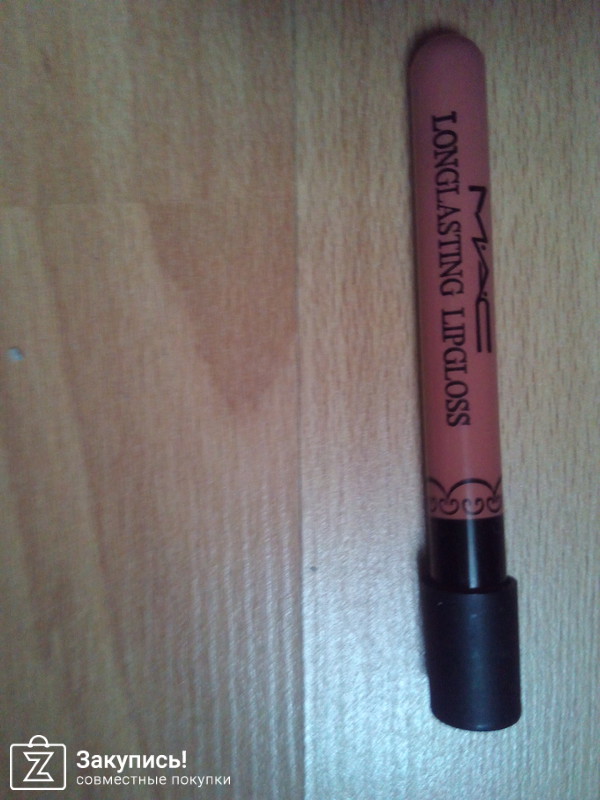 MAC
LONGLASTING LIPGLOSS
Z
Закупись!
совместные покупки